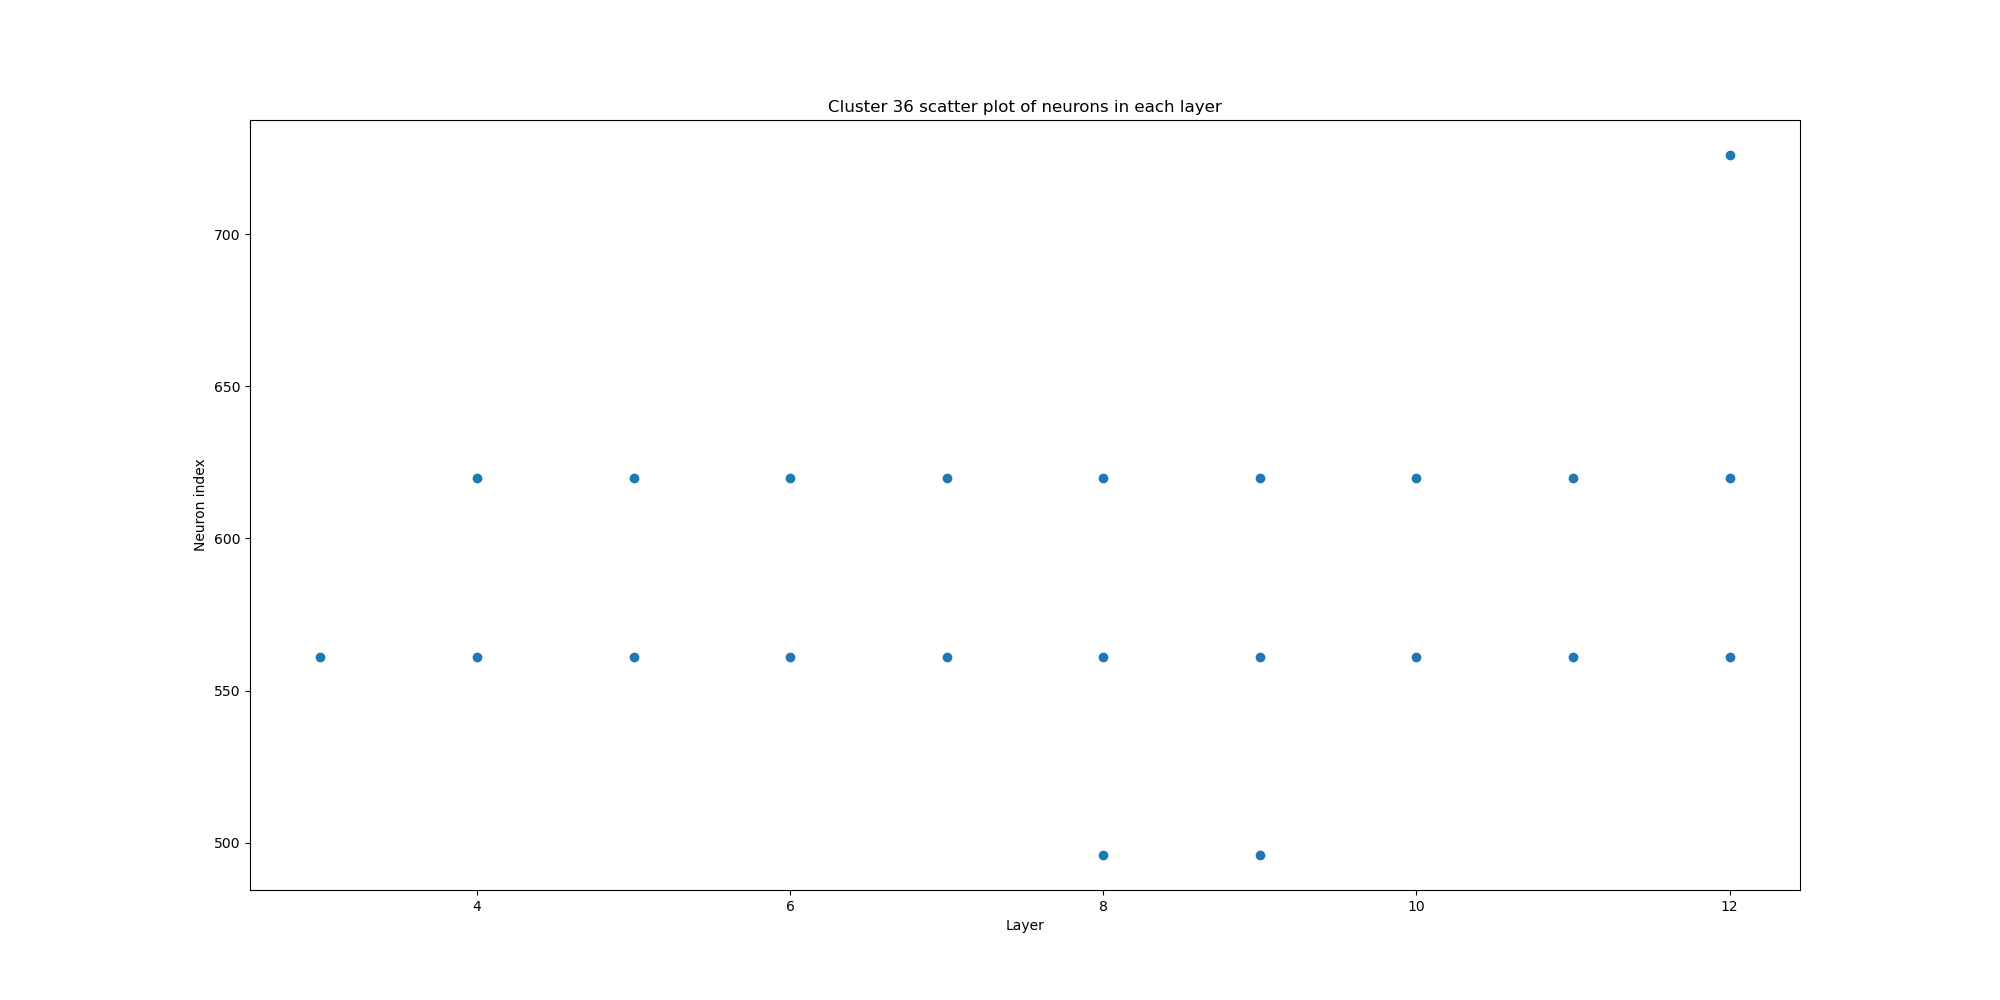 Cluster 36 scatter plot of neurons in each layer
700
650
600
550
500
Neuron index
4 6 8 10 12
Layer